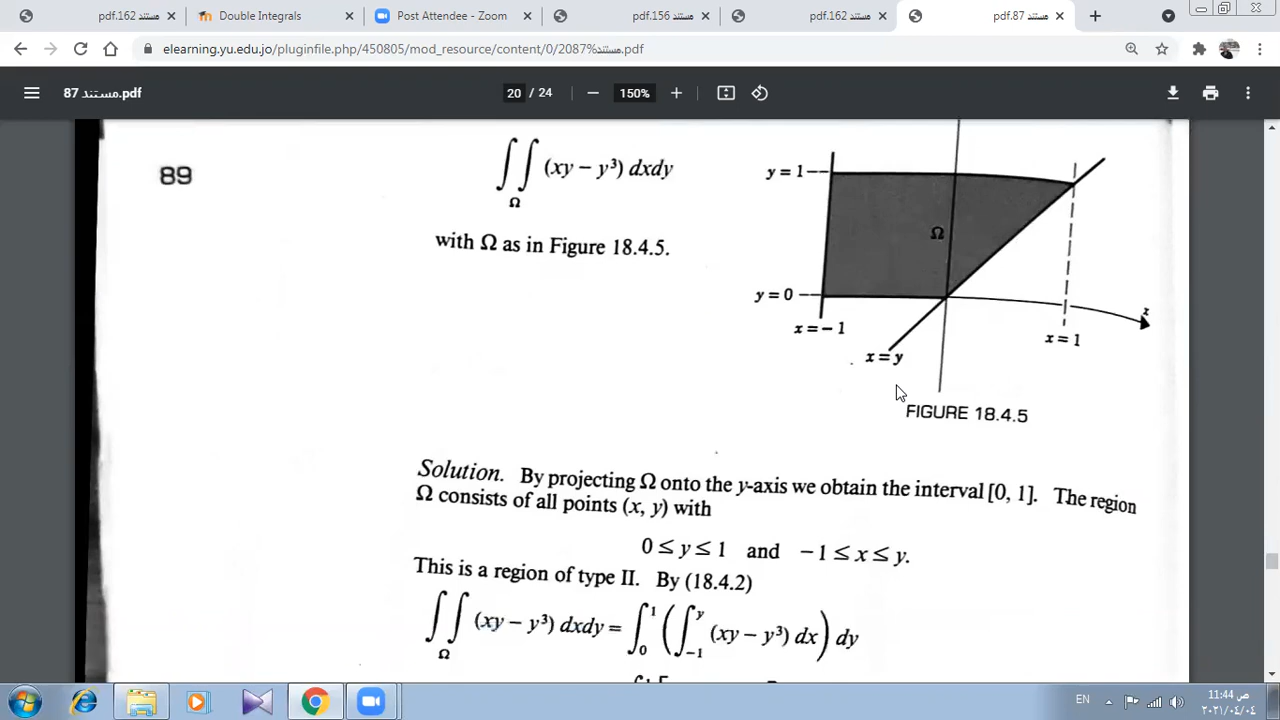 مستند 162.pdf
Double Integrals
Post Attendee - Zoom
مستند 156.pdf
مستند 162.pdf
مستند 87.pdf
elearning.yu.edu.jo/pluginfile.php/450805/mod_resource/content/0/2087%مستند.pdf
مستند 87.pdf
20 / 24
150%
89
∫∫ (xy – y³) dxdy
Ω
with Ω as in Figure 18.4.5.
y = 1
Ω
y = 0
x = – 1
x = y
x = 1
x
FIGURE 18.4.5
Solution. By projecting Ω onto the y-axis we obtain the interval [0, 1]. The region
Ω consists of all points (x, y) with
0 ≤ y ≤ 1 and – 1 ≤ x ≤ y.
This is a region of type II. By (18.4.2)
∫∫Ω (xy – y³) dxdy = ∫₀¹ (∫₋₁ʸ (xy – y³) dx) dy
EN
11:44 ص
٢٠٢١/٠٤/٠٤